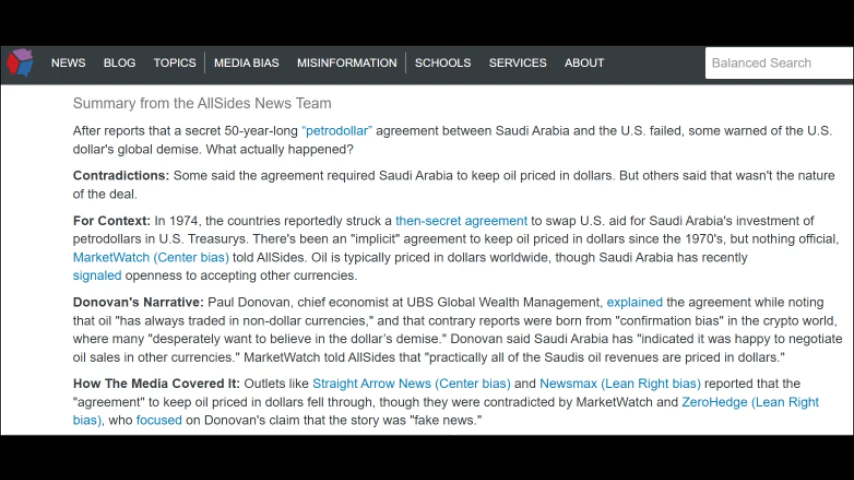 NEWS BLOG TOPICS MEDIA BIAS MISINFORMATION SCHOOLS SERVICES ABOUT Balanced Search
Summary from the AllSides News Team
After reports that a secret 50-year-long "petrodollar" agreement between Saudi Arabia and the U.S. failed, some warned of the U.S.
dollar's global demise. What actually happened?
Contradictions: Some said the agreement required Saudi Arabia to keep oil priced in dollars. But others said that wasn't the nature
of the deal.
For Context: In 1974, the countries reportedly struck a then-secret agreement to swap U.S. aid for Saudi Arabia's investment of
petrodollars in U.S. Treasurys. There's been an "implicit" agreement to keep oil priced in dollars since the 1970's, but nothing official,
MarketWatch (Center bias) told AllSides. Oil is typically priced in dollars worldwide, though Saudi Arabia has recently
signaled openness to accepting other currencies.
Donovan's Narrative: Paul Donovan, chief economist at UBS Global Wealth Management, explained the agreement while noting
that oil "has always traded in non-dollar currencies," and that contrary reports were born from "confirmation bias" in the crypto world,
where many "desperately want to believe in the dollar's demise." Donovan said Saudi Arabia has "indicated it was happy to negotiate
oil sales in other currencies." MarketWatch told AllSides that "practically all of the Saudis oil revenues are priced in dollars."
How The Media Covered It: Outlets like Straight Arrow News (Center bias) and Newsmax (Lean Right bias) reported that the
"agreement" to keep oil priced in dollars fell through, though they were contradicted by MarketWatch and ZeroHedge (Lean Right
bias), who focused on Donovan's claim that the story was "fake news."